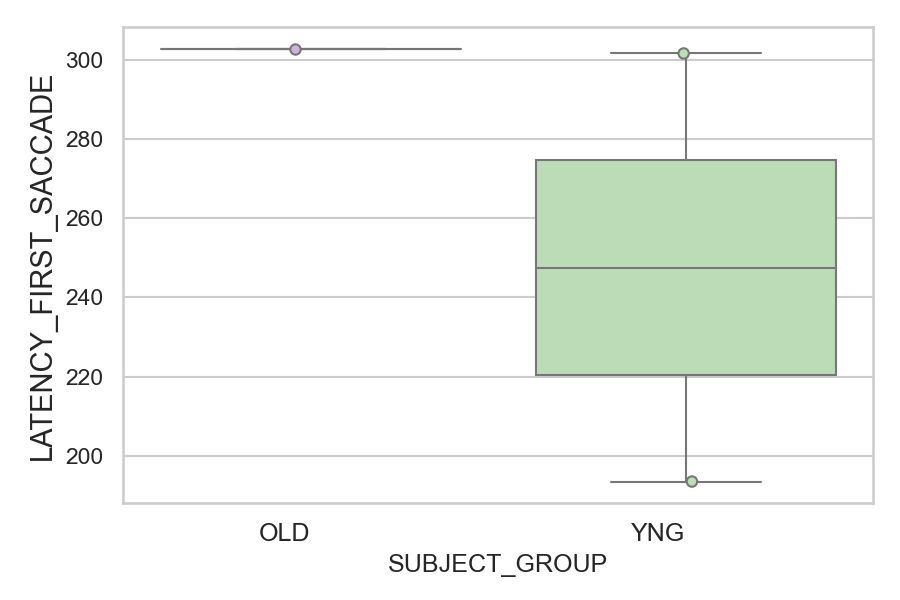 LATENCY_FIRST_SACCADE
300
280
260
240
220
200
OLD YNG
SUBJECT_GROUP